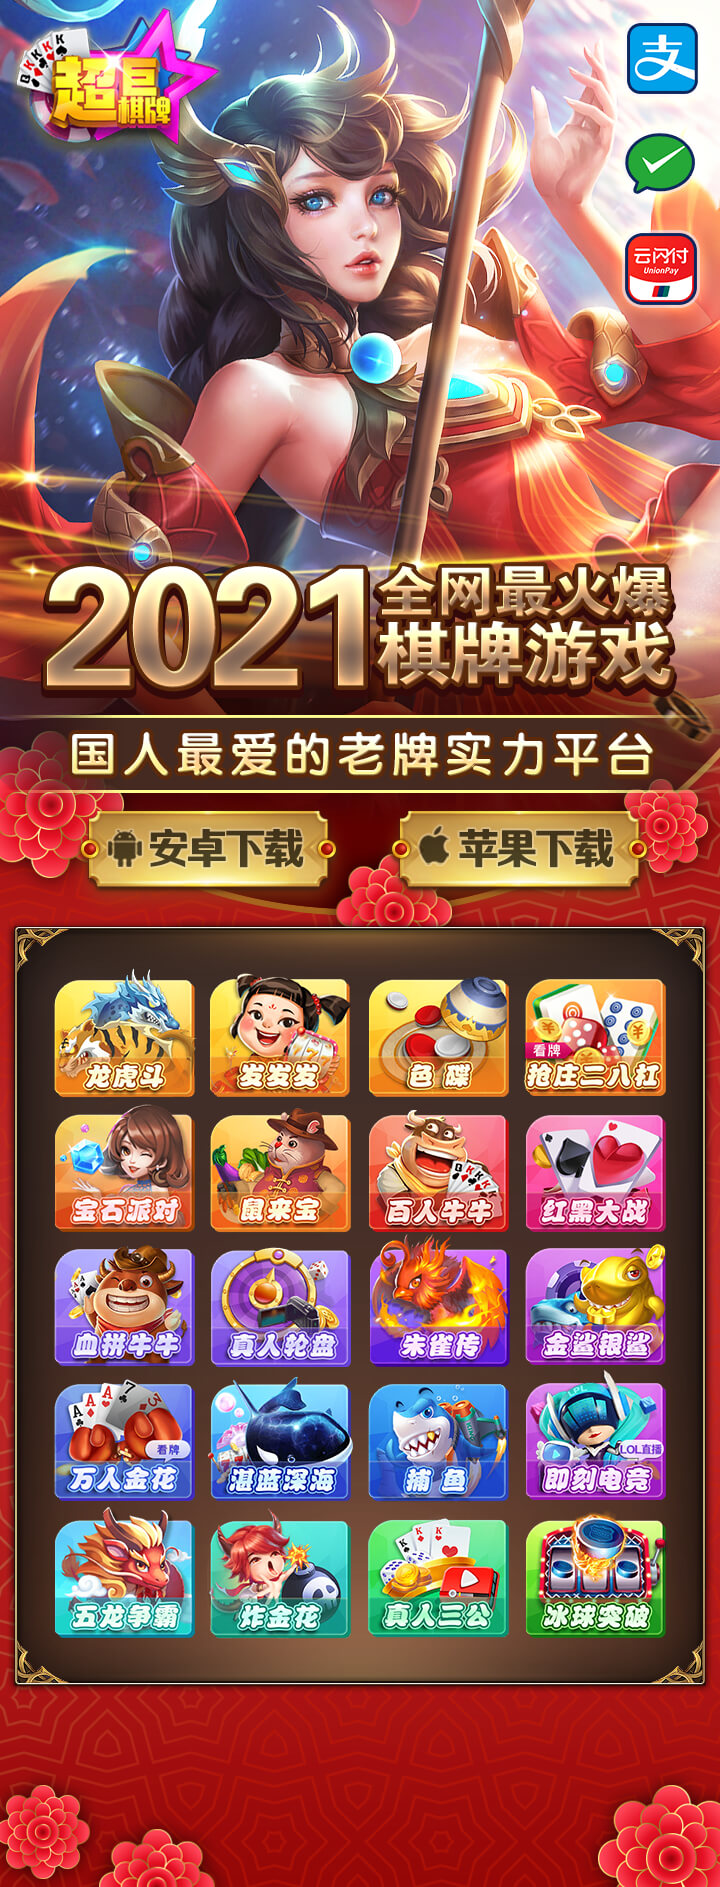 超巨棋牌
支
云闪付
UnionPay
2021全网最火爆
棋牌游戏
国人最爱的老牌实力平台
安卓下载 苹果下载
龙虎斗 发发发 色碟 看牌 抢庄二八杠
宝石派对 鼠来宝 百人牛牛 红黑大战
血拼牛牛 真人轮盘 朱雀传 金鲨银鲨
万人金花 看牌 湛蓝深海 捕鱼 即刻电竞 LOL直播
五龙争霸 炸金花 真人三公 冰球突破